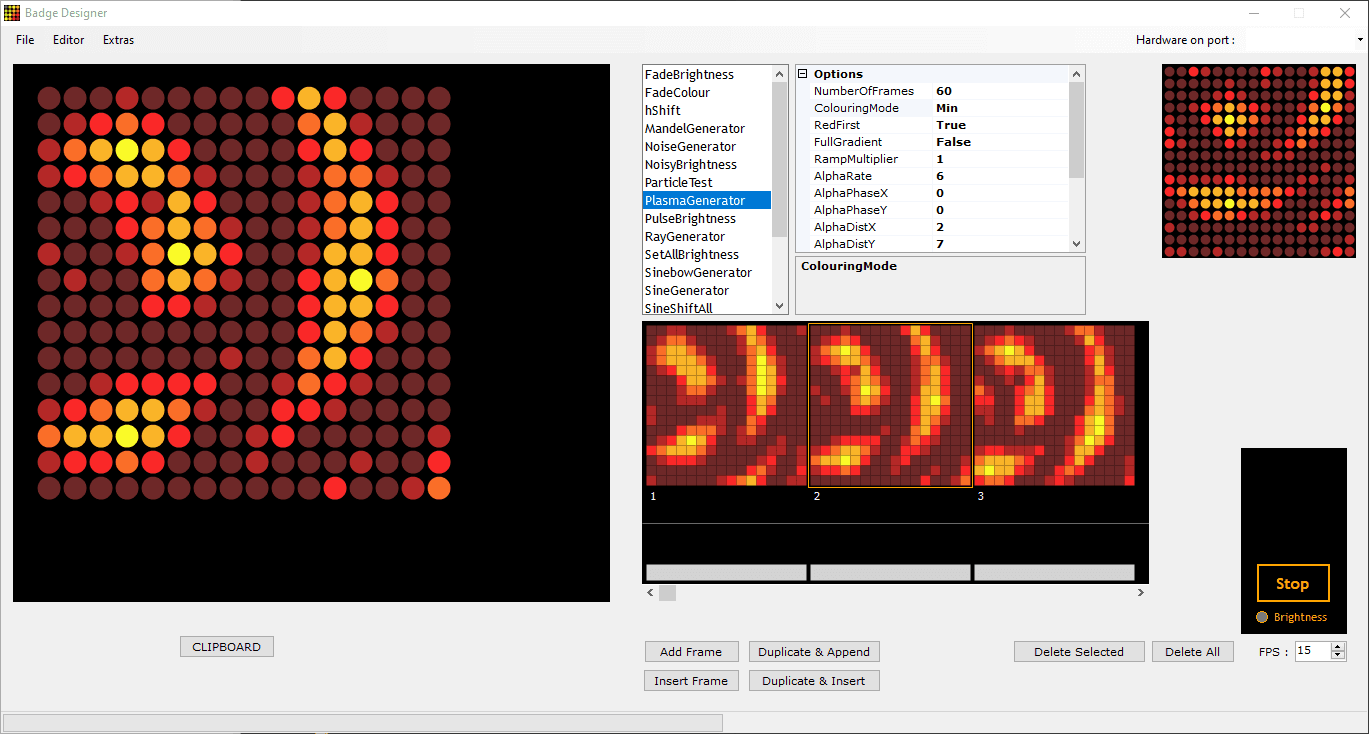 Badge Designer
File Editor Extras
Hardware on port :
FadeBrightness
FadeColour
hShift
MandelGenerator
NoiseGenerator
NoisyBrightness
ParticleTest
PlasmaGenerator
PulseBrightness
RayGenerator
SetAllBrightness
SinebowGenerator
SineGenerator
SineShiftAll
Options
NumberOfFrames 60
ColouringMode Min
RedFirst True
FullGradient False
RampMultiplier 1
AlphaRate 6
AlphaPhaseX 0
AlphaPhaseY 0
AlphaDistX 2
AlphaDistY 7
ColouringMode
1 2 3
Stop
Brightness
CLIPBOARD
Add Frame Duplicate & Append Delete Selected Delete All FPS : 15
Insert Frame Duplicate & Insert